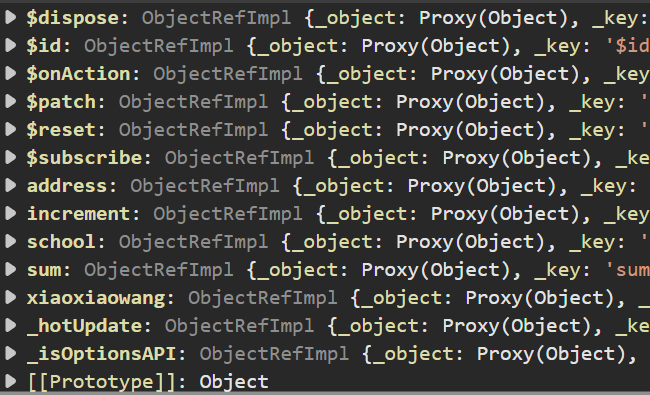 $dispose: ObjectRefImpl {_object: Proxy(Object), _key:
$id: ObjectRefImpl {_object: Proxy(Object), _key: '$id
$onAction: ObjectRefImpl {_object: Proxy(Object), _key
$patch: ObjectRefImpl {_object: Proxy(Object), _key: '
$reset: ObjectRefImpl {_object: Proxy(Object), _key: '
$subscribe: ObjectRefImpl {_object: Proxy(Object), _ke
address: ObjectRefImpl {_object: Proxy(Object), _key:
increment: ObjectRefImpl {_object: Proxy(Object), _key
school: ObjectRefImpl {_object: Proxy(Object), _key: '
sum: ObjectRefImpl {_object: Proxy(Object), _key: 'sum
xiaoxiaowang: ObjectRefImpl {_object: Proxy(Object), _
_hotUpdate: ObjectRefImpl {_object: Proxy(Object), _ke
_isOptionsAPI: ObjectRefImpl {_object: Proxy(Object),
[[Prototype]]: Object